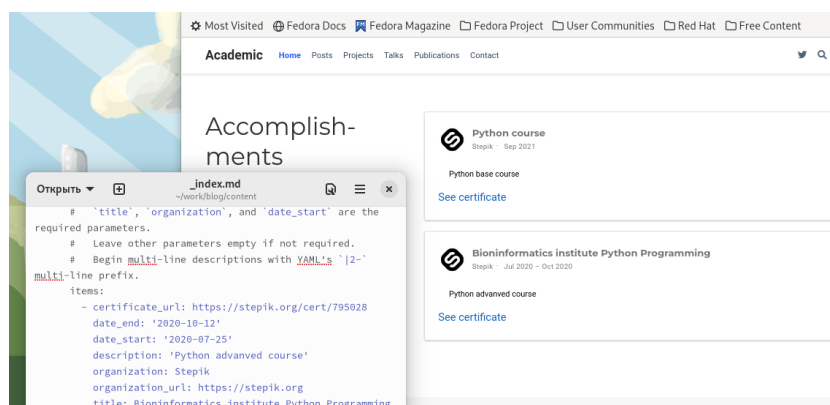 Most Visited Fedora Docs Fedora Magazine Fedora Project User Communities Red Hat Free Content
Academic Home Posts Projects Talks Publications Contact
Accomplish-
ments
Python course
Stepik · Sep 2021
Python base course
See certificate
Bioninformatics institute Python Programming
Stepik · Jul 2020 – Oct 2020
Python advanved course
See certificate
Открыть
_index.md
~/work/blog/content
# `title`, `organization`, and `date_start` are the
required parameters.
# Leave other parameters empty if not required.
# Begin multi-line descriptions with YAML's `|2-`
multi-line prefix.
items:
- certificate_url: https://stepik.org/cert/795028
date_end: '2020-10-12'
date_start: '2020-07-25'
description: 'Python advanved course'
organization: Stepik
organization_url: https://stepik.org
title: Bioninformatics institute Python Programming